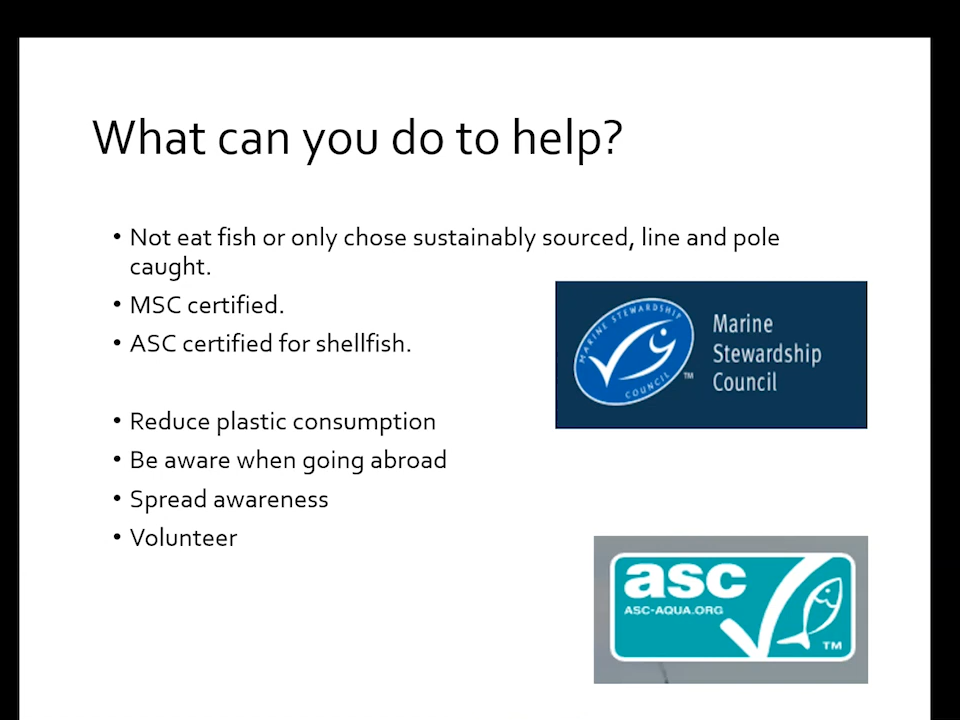 What can you do to help?
• Not eat fish or only chose sustainably sourced, line and pole
caught.
• MSC certified.
• ASC certified for shellfish.
MARINE STEWARDSHIP
COUNCIL
TM
Marine
Stewardship
Council
• Reduce plastic consumption
• Be aware when going abroad
• Spread awareness
• Volunteer
asc
ASC-AQUA.ORG
TM